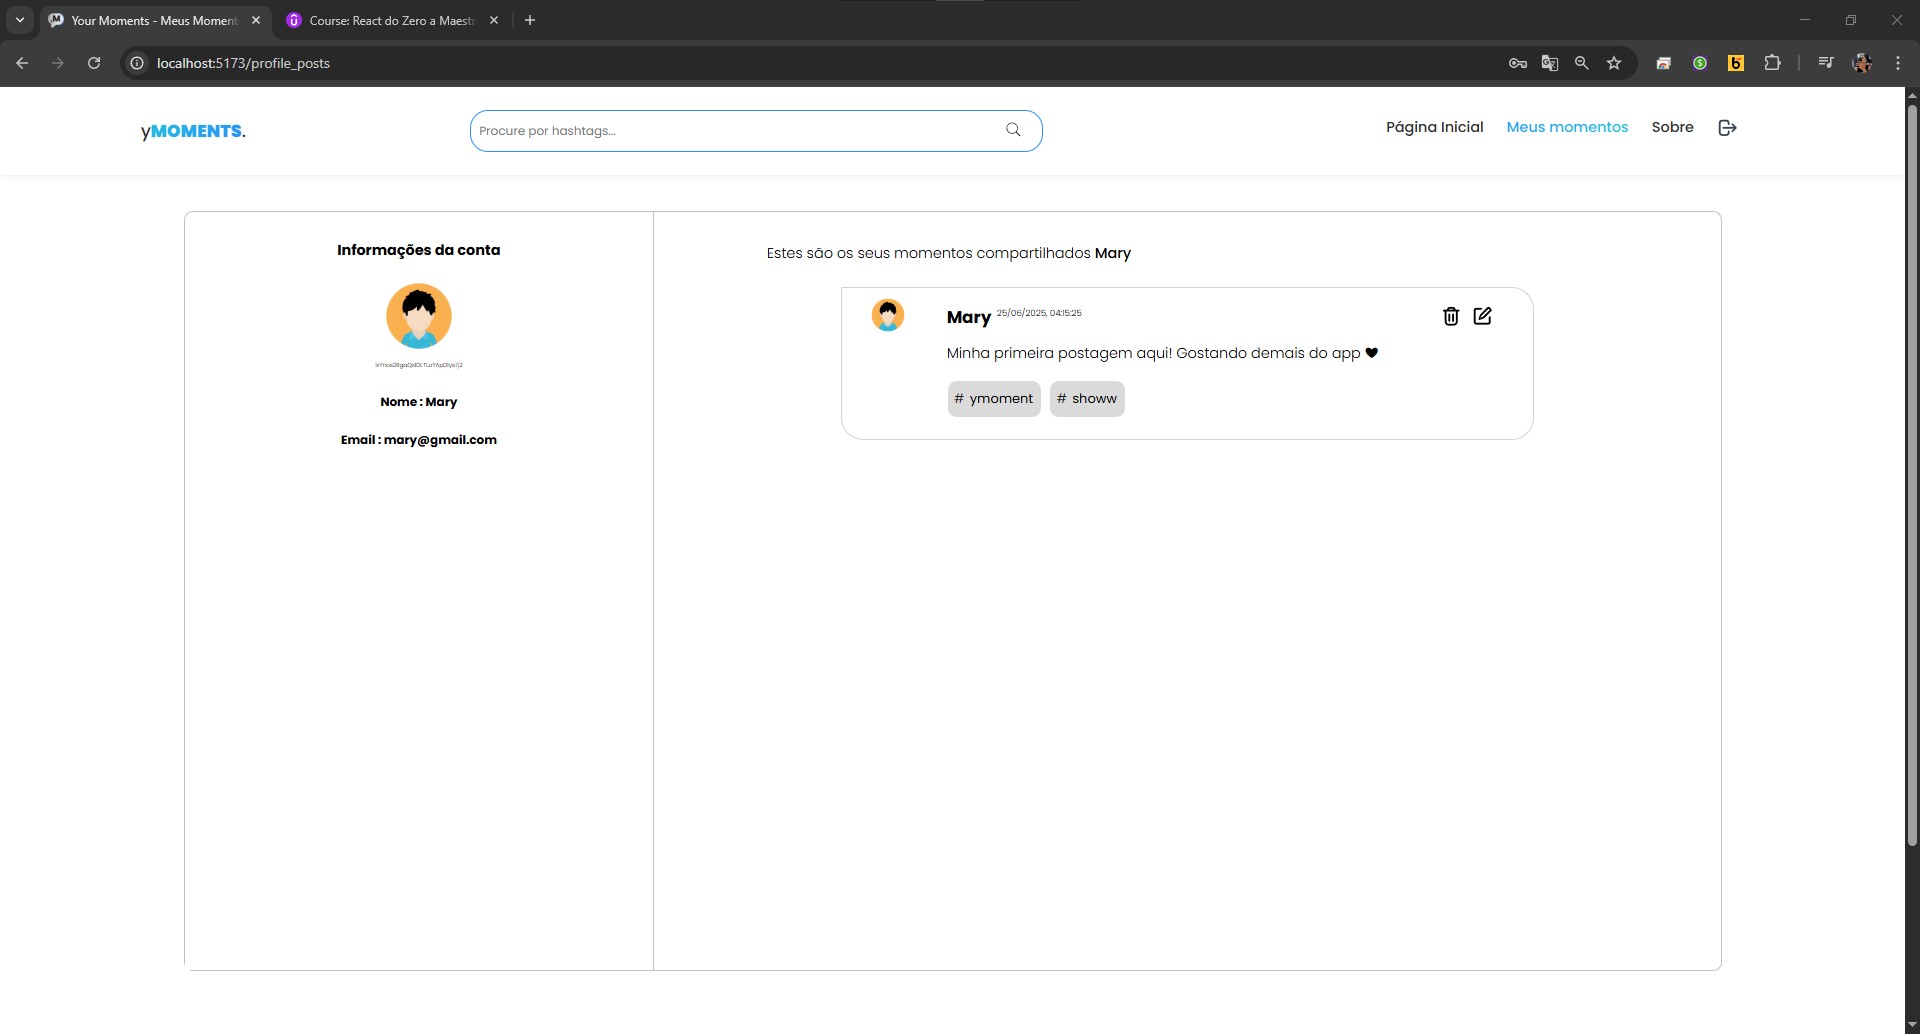 Your Moments - Meus Moment
Course: React do Zero a Maestr
localhost:5173/profile_posts
yMOMENTS.
Procure por hashtags...
Página Inicial
Meus momentos
Sobre
Informações da conta
Nome : Mary
Email : mary@gmail.com
Estes são os seus momentos compartilhados Mary
Mary 25/06/2025, 04:15:25
Minha primeira postagem aqui! Gostando demais do app 🖤
# ymoment # showw